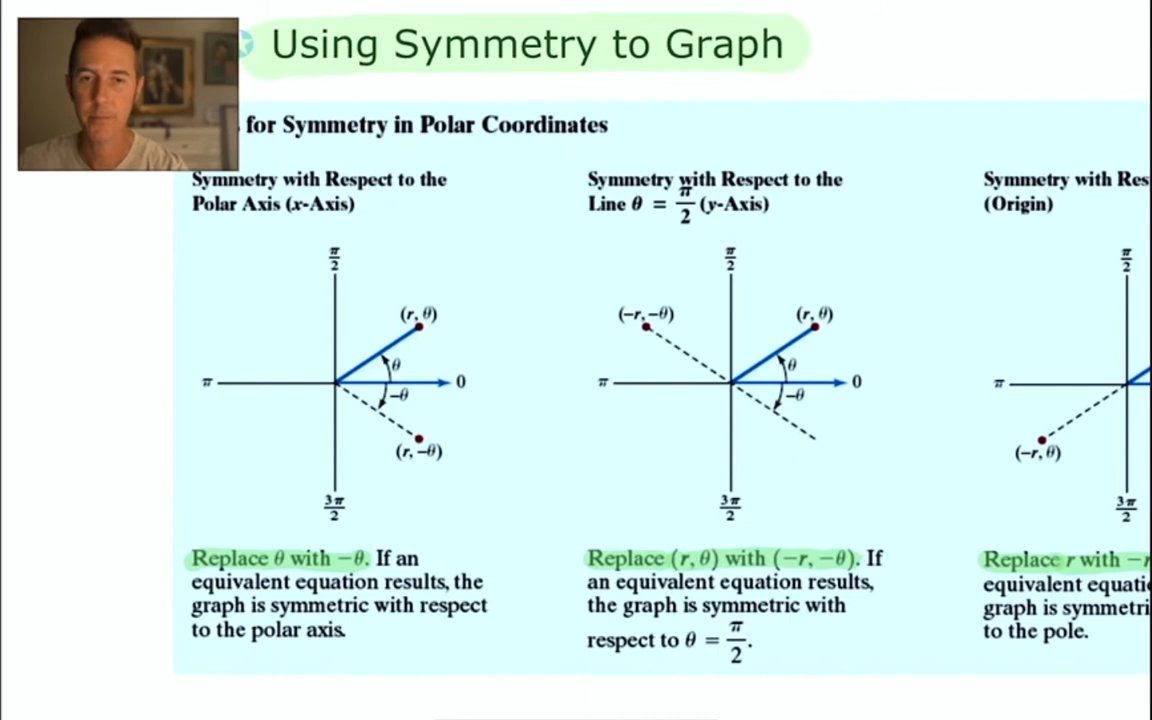 Using Symmetry to Graph
for Symmetry in Polar Coordinates
Symmetry with Respect to the
Polar Axis (x-Axis)
π/2
(r, θ)
θ
π
0
−θ
(r, −θ)
3π/2
Replace θ with −θ. If an
equivalent equation results, the
graph is symmetric with respect
to the polar axis.
Symmetry with Respect to the
Line θ = π/2 (y-Axis)
π/2
(−r, −θ)
(r, θ)
θ
π
0
−θ
3π/2
Replace (r, θ) with (−r, −θ). If
an equivalent equation results,
the graph is symmetric with
respect to θ = π/2.
Symmetry with Res
(Origin)
π/2
π
(−r, θ)
3π/2
Replace r with −r
equivalent equati
graph is symmetri
to the pole.